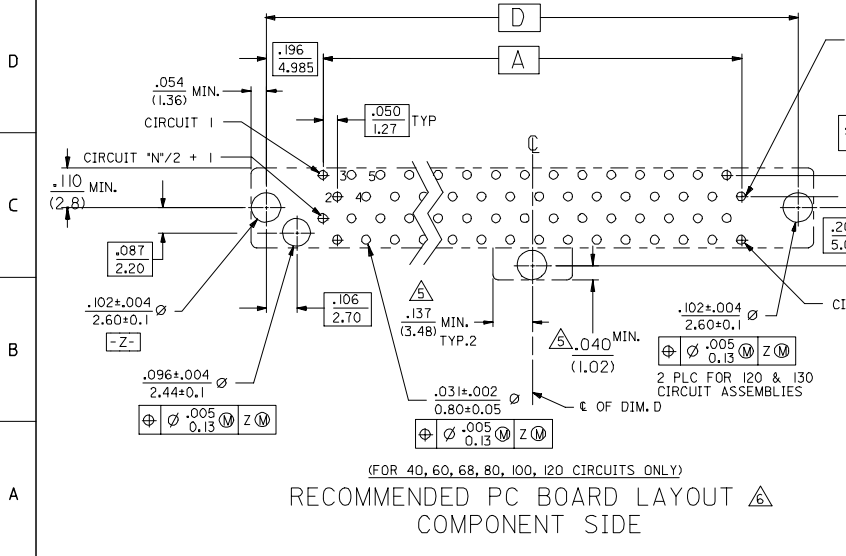 D
D
.196
4.985
A
.054
(1.36)
MIN.
.050
1.27
TYP
CIRCUIT 1
℄
CIRCUIT "N"/2 + 1
3 5
.110
(2.8)
MIN.
2 4
C
.087
2.20
.20
5.0
.102±.004
2.60±0.1
Ø
-Z-
.106
2.70
5
.137
(3.48)
MIN.
TYP.2
5
.040
(1.02)
MIN.
.102±.004
2.60±0.1
Ø
CI
B
⌖ Ø .005
0.13 Ⓜ Z Ⓜ
2 PLC FOR 120 & 130
CIRCUIT ASSEMBLIES
.096±.004
2.44±0.1
Ø
⌖ Ø .005
0.13 Ⓜ Z Ⓜ
.031±.002
0.80±0.05
Ø
⌖ Ø .005
0.13 Ⓜ Z Ⓜ
℄ OF DIM. D
(FOR 40, 60, 68, 80, 100, 120 CIRCUITS ONLY)
A
RECOMMENDED PC BOARD LAYOUT 6
COMPONENT SIDE